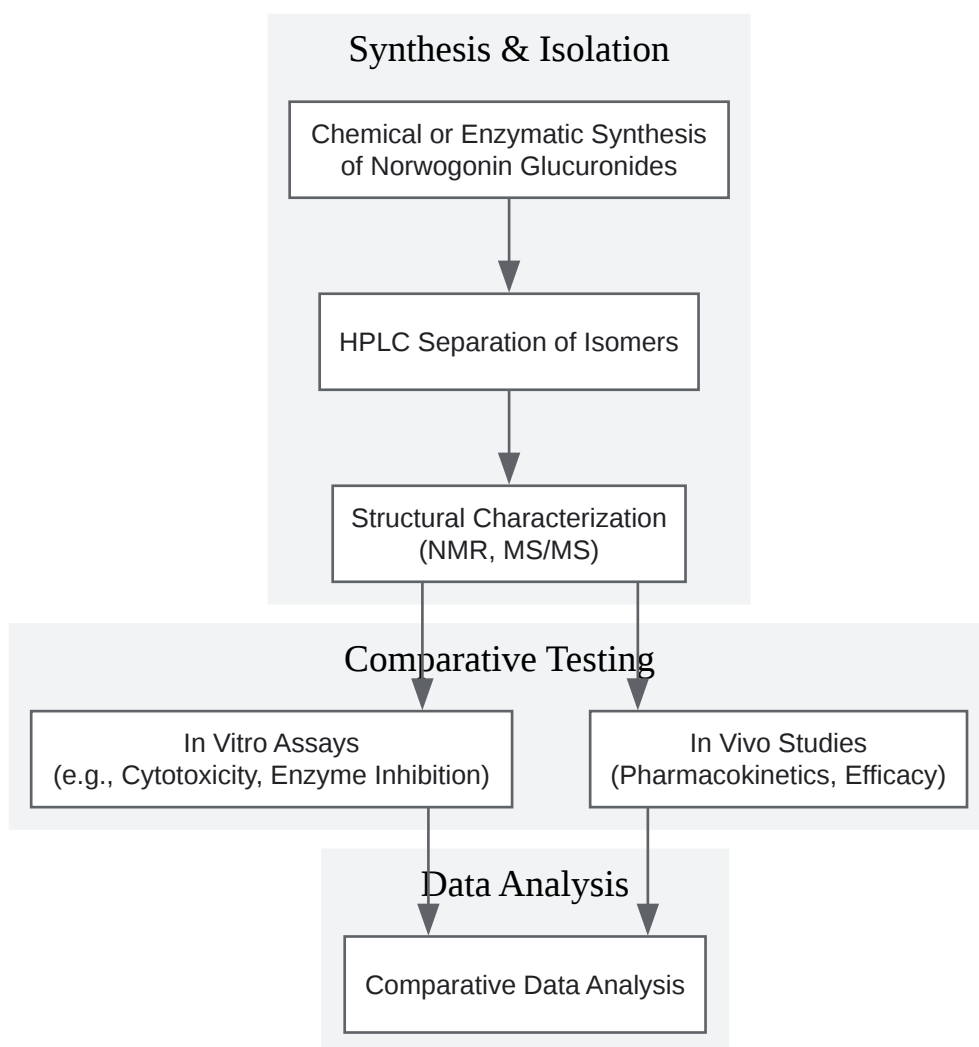 Synthesis & Isolation
Chemical or Enzymatic Synthesis
of Norwogonin Glucuronides
HPLC Separation of Isomers
Structural Characterization
(NMR, MS/MS)
Comparative Testing
In Vitro Assays
(e.g., Cytotoxicity, Enzyme Inhibition)
In Vivo Studies
(Pharmacokinetics, Efficacy)
Data Analysis
Comparative Data Analysis